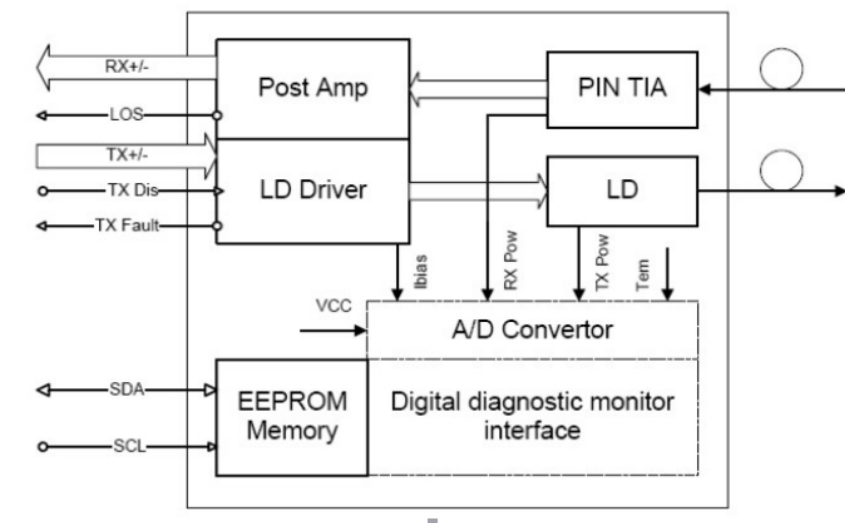 RX+/-
Post Amp
PIN TIA
LOS
TX+/-
TX Dis
LD Driver
LD
TX Fault
Ibias
RX Pow
TX Pow
Tem
VCC
A/D Convertor
SDA
EEPROM
Memory
Digital diagnostic monitor
interface
SCL